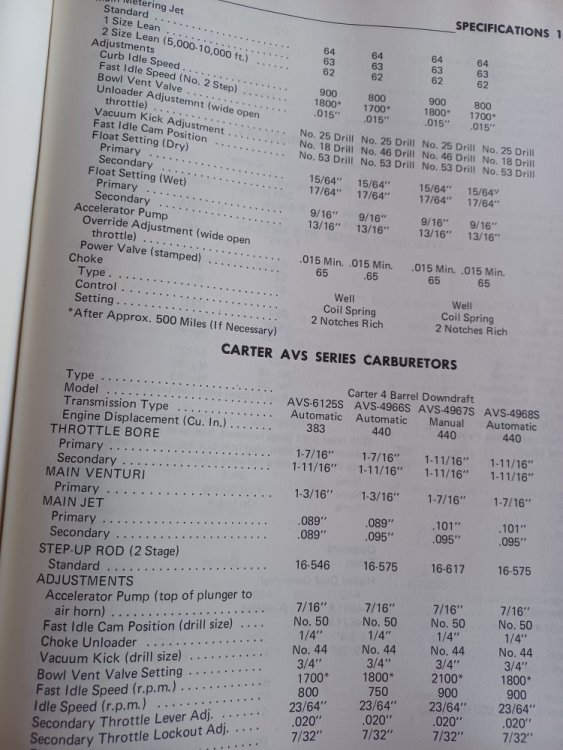 SPECIFICATIONS 1
Metering Jet
Standard . . . . . . . . . . 64 64 64 64
1 Size Lean . . . . . . . . . . 63 63 63 63
2 Size Lean (5,000-10,000 ft.) . . . . . . 62 62 62 62
Adjustments
Curb Idle Speed . . . . . . . . . . 900 800 900 800
Fast Idle Speed (No. 2 Step) . . . . . . 1800* 1700* 1800* 1700*
Bowl Vent Valve . . . . . . . . . . .015" .015" .015" .015"
Unloader Adjustemnt (wide open
throttle) . . . . . . . . . . No. 25 Drill No. 25 Drill No. 25 Drill No. 25 Drill
Vacuum Kick Adjustment . . . . . . . . No. 18 Drill No. 46 Drill No. 46 Drill No. 18 Drill
Fast Idle Cam Position . . . . . . . . No. 53 Drill No. 53 Drill No. 53 Drill No. 53 Drill
Float Setting (Dry)
Primary . . . . . . . . . . 15/64" 15/64" 15/64" 15/64"
Secondary . . . . . . . . . . 17/64" 17/64" 17/64" 17/64"
Float Setting (Wet)
Primary . . . . . . . . . . 9/16" 9/16" 9/16" 9/16"
Secondary . . . . . . . . . . 13/16" 13/16" 13/16" 13/16"
Accelerator Pump
Override Adjustment (wide open
throttle) . . . . . . . . . . .015 Min. .015 Min. .015 Min. .015 Min.
Power Valve (stamped) . . . . . . . . 65 .65 65 65
Choke
Type . . . . . . . . . . Well Well
Control . . . . . . . . . . Coil Spring Coil Spring
Setting . . . . . . . . . . 2 Notches Rich 2 Notches Rich
*After Approx. 500 Miles (If Necessary)
CARTER AVS SERIES CARBURETORS
Type . . . . . . . . . . Carter 4 Barrel Downdraft
Model . . . . . . . . . . AVS-6125S AVS-4966S AVS-4967S AVS-4968S
Transmission Type . . . . . . . . Automatic Automatic Manual Automatic
Engine Displacement (Cu. In.) . . . . . . 383 440 440 440
THROTTLE BORE
Primary . . . . . . . . . . 1-7/16" 1-7/16" 1-11/16" 1-11/16"
Secondary . . . . . . . . . . 1-11/16" 1-11/16" 1-11/16" 1-11/16"
MAIN VENTURI
Primary . . . . . . . . . . 1-3/16" 1-3/16" 1-7/16" 1-7/16"
MAIN JET
Primary . . . . . . . . . . .089" .089" .101" .101"
Secondary . . . . . . . . . . .089" .095" .095" .095"
STEP-UP ROD (2 Stage)
Standard . . . . . . . . . . 16-546 16-575 16-617 16-575
ADJUSTMENTS
Accelerator Pump (top of plunger to
air horn) . . . . . . . . . . 7/16" 7/16" 7/16" 7/16"
Fast Idle Cam Position (drill size) . . . . No. 50 No. 50 No. 50 No. 50
Choke Unloader . . . . . . . . . . 1/4" 1/4" 1/4" 1/4"
Vacuum Kick (drill size) . . . . . . . . No. 44 No. 44 No. 44 No. 44
Bowl Vent Valve Setting . . . . . . . . 3/4" 3/4" 3/4" 3/4"
Fast Idle Speed (r.p.m.) . . . . . . . . 1700* 1800* 2100* 1800*
Idle Speed (r.p.m.) . . . . . . . . . . 800 750 900 900
Secondary Throttle Lever Adj. . . . . . . 23/64" 23/64" 23/64" 23/64"
Secondary Throttle Lockout Adj. . . . . . .020" .020" .020" .020"
7/32" 7/32" 7/32" 7/32"